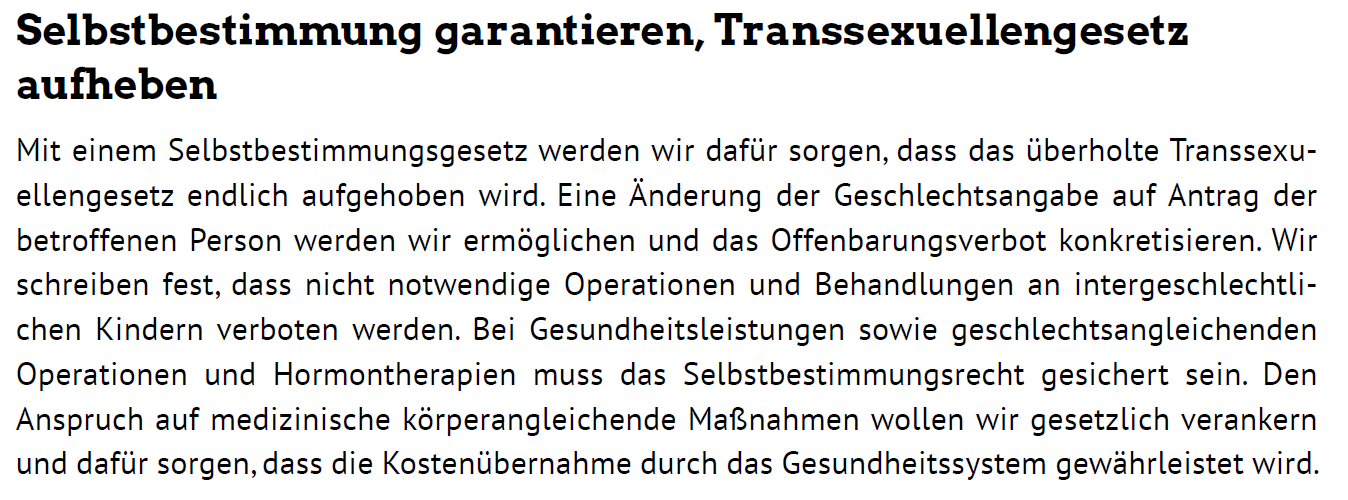 Selbstbestimmung garantieren, Transsexuellengesetz
aufheben
Mit einem Selbstbestimmungsgesetz werden wir dafür sorgen, dass das überholte Transsexu-
ellengesetz endlich aufgehoben wird. Eine Änderung der Geschlechtsangabe auf Antrag der
betroffenen Person werden wir ermöglichen und das Offenbarungsverbot konkretisieren. Wir
schreiben fest, dass nicht notwendige Operationen und Behandlungen an intergeschlechtli-
chen Kindern verboten werden. Bei Gesundheitsleistungen sowie geschlechtsangleichenden
Operationen und Hormontherapien muss das Selbstbestimmungsrecht gesichert sein. Den
Anspruch auf medizinische körperangleichende Maßnahmen wollen wir gesetzlich verankern
und dafür sorgen, dass die Kostenübernahme durch das Gesundheitssystem gewährleistet wird.